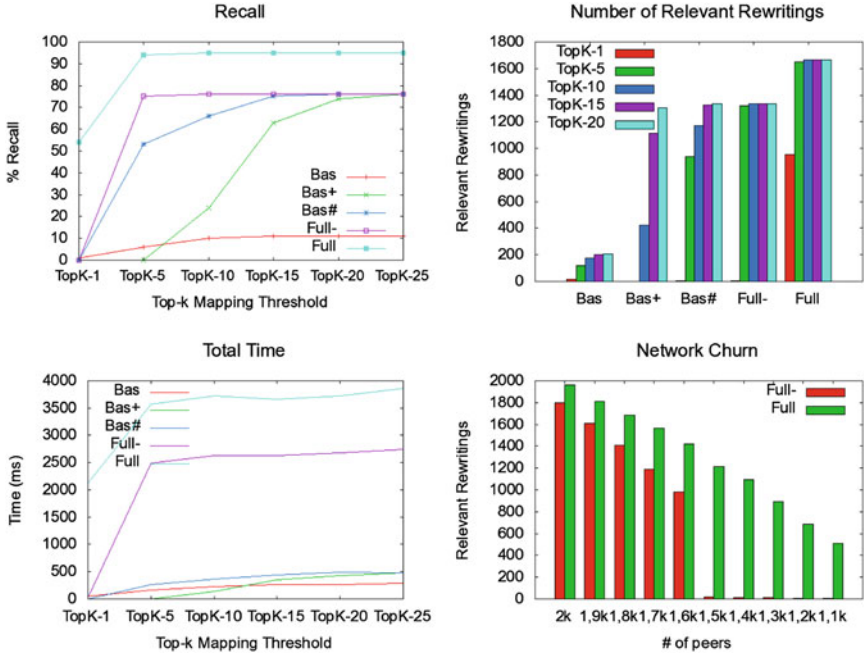 Recall
% Recall
100
90
80
70
60
50
40
30
20
10
0
Bas
Bas+
Bas#
Full-
Full
TopK-1 TopK-5 TopK-10 TopK-15 TopK-20 TopK-25
Top-k Mapping Threshold
Number of Relevant Rewritings
Relevant Rewritings
1800
1600
1400
1200
1000
800
600
400
200
0
TopK-1
TopK-5
TopK-10
TopK-15
TopK-20
Bas Bas+ Bas# Full- Full
Total Time
Time (ms)
4000
3500
3000
2500
2000
1500
1000
500
0
Bas
Bas+
Bas#
Full-
Full
TopK-1 TopK-5 TopK-10 TopK-15 TopK-20 TopK-25
Top-k Mapping Threshold
Network Churn
Relevant Rewritings
2000
1800
1600
1400
1200
1000
800
600
400
200
0
Full-
Full
2k 1,9k 1,8k 1,7k 1,6k 1,5k 1,4k 1,3k 1,2k 1,1k
# of peers